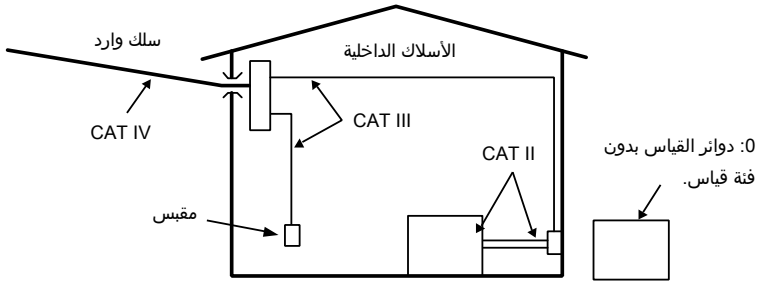 سلك وارد
الأسلاك الداخلية
CAT IV
CAT III
CAT II
0: دوائر القياس بدون
فئة قياس.
مقبس